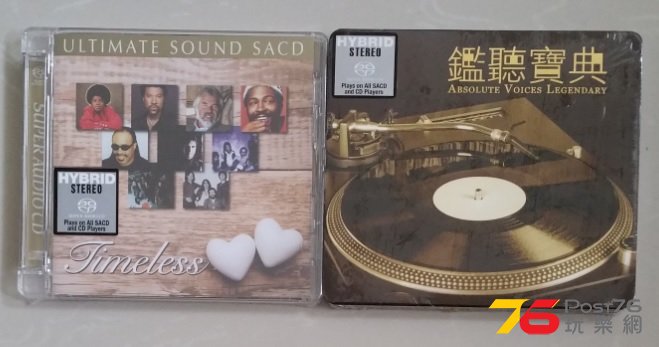 ULTIMATE SOUND SACD
SUPER AUDIO CD
HYBRID
STEREO
Plays on All SACD
and CD Players
Timeless
HYBRID
STEREO
Plays on All SACD
and CD Players
鑑聽寶典
ABSOLUTE VOICES LEGENDARY
76 Post76
玩樂網